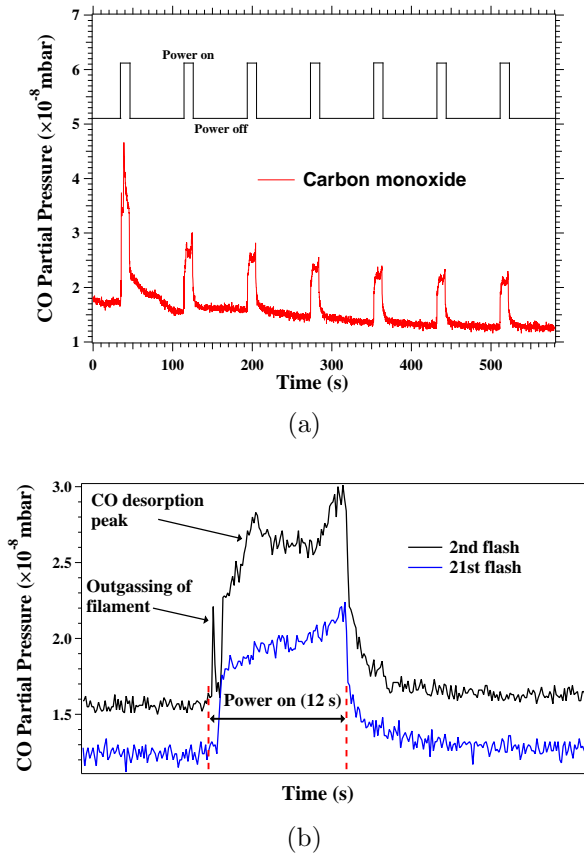 7
6
5
4
3
2
1
CO Partial Pressure (×10⁻⁸ mbar)
Power on
Power off
Carbon monoxide
0 100 200 300 400 500
Time (s)
(a)
3.0
2.5
2.0
1.5
CO Partial Pressure (×10⁻⁸ mbar)
CO desorption
peak
Outgassing of
filament
2nd flash
21st flash
Power on (12 s)
Time (s)
(b)